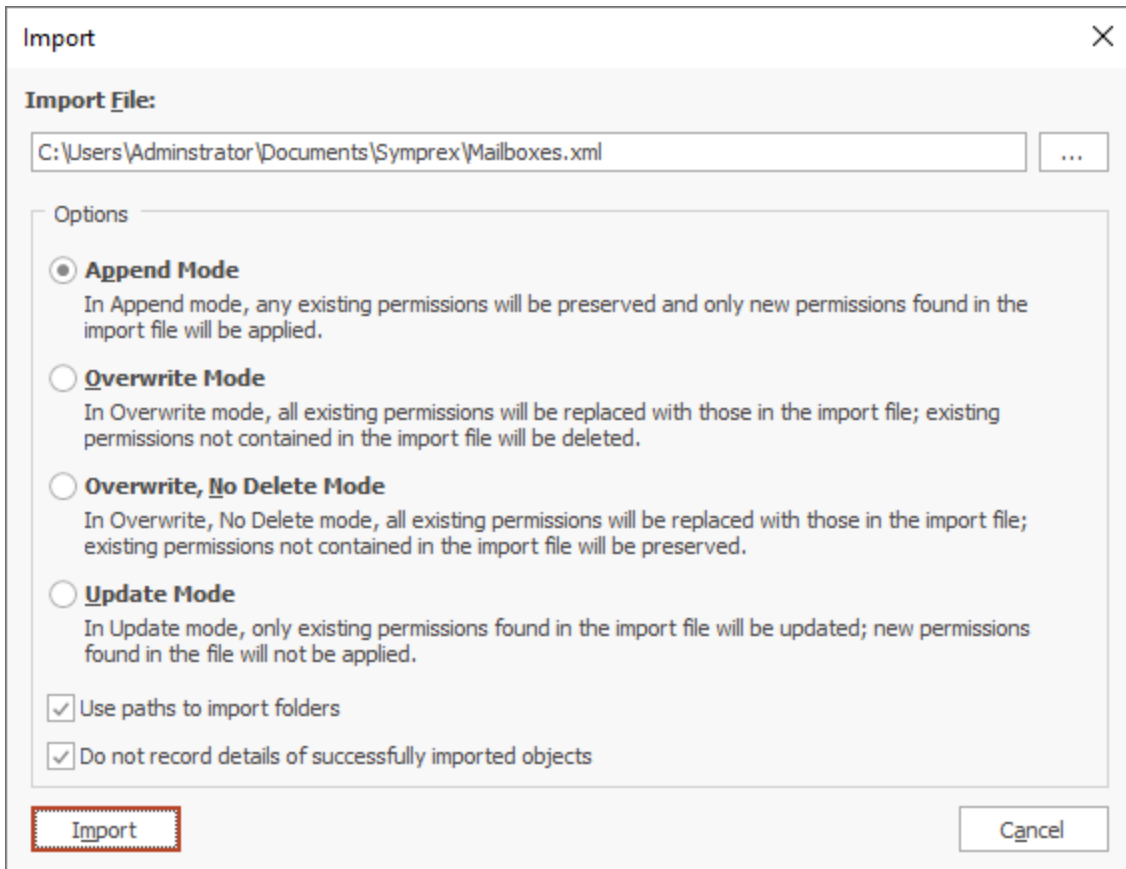 Import
Import File:
C:\Users\Adminstrator\Documents\Symprex\Mailboxes.xml
...
Options
Append Mode
In Append mode, any existing permissions will be preserved and only new permissions found in the
import file will be applied.
Overwrite Mode
In Overwrite mode, all existing permissions will be replaced with those in the import file; existing
permissions not contained in the import file will be deleted.
Overwrite, No Delete Mode
In Overwrite, No Delete mode, all existing permissions will be replaced with those in the import file;
existing permissions not contained in the import file will be preserved.
Update Mode
In Update mode, only existing permissions found in the import file will be updated; new permissions
found in the file will not be applied.
Use paths to import folders
Do not record details of successfully imported objects
Import
Cancel